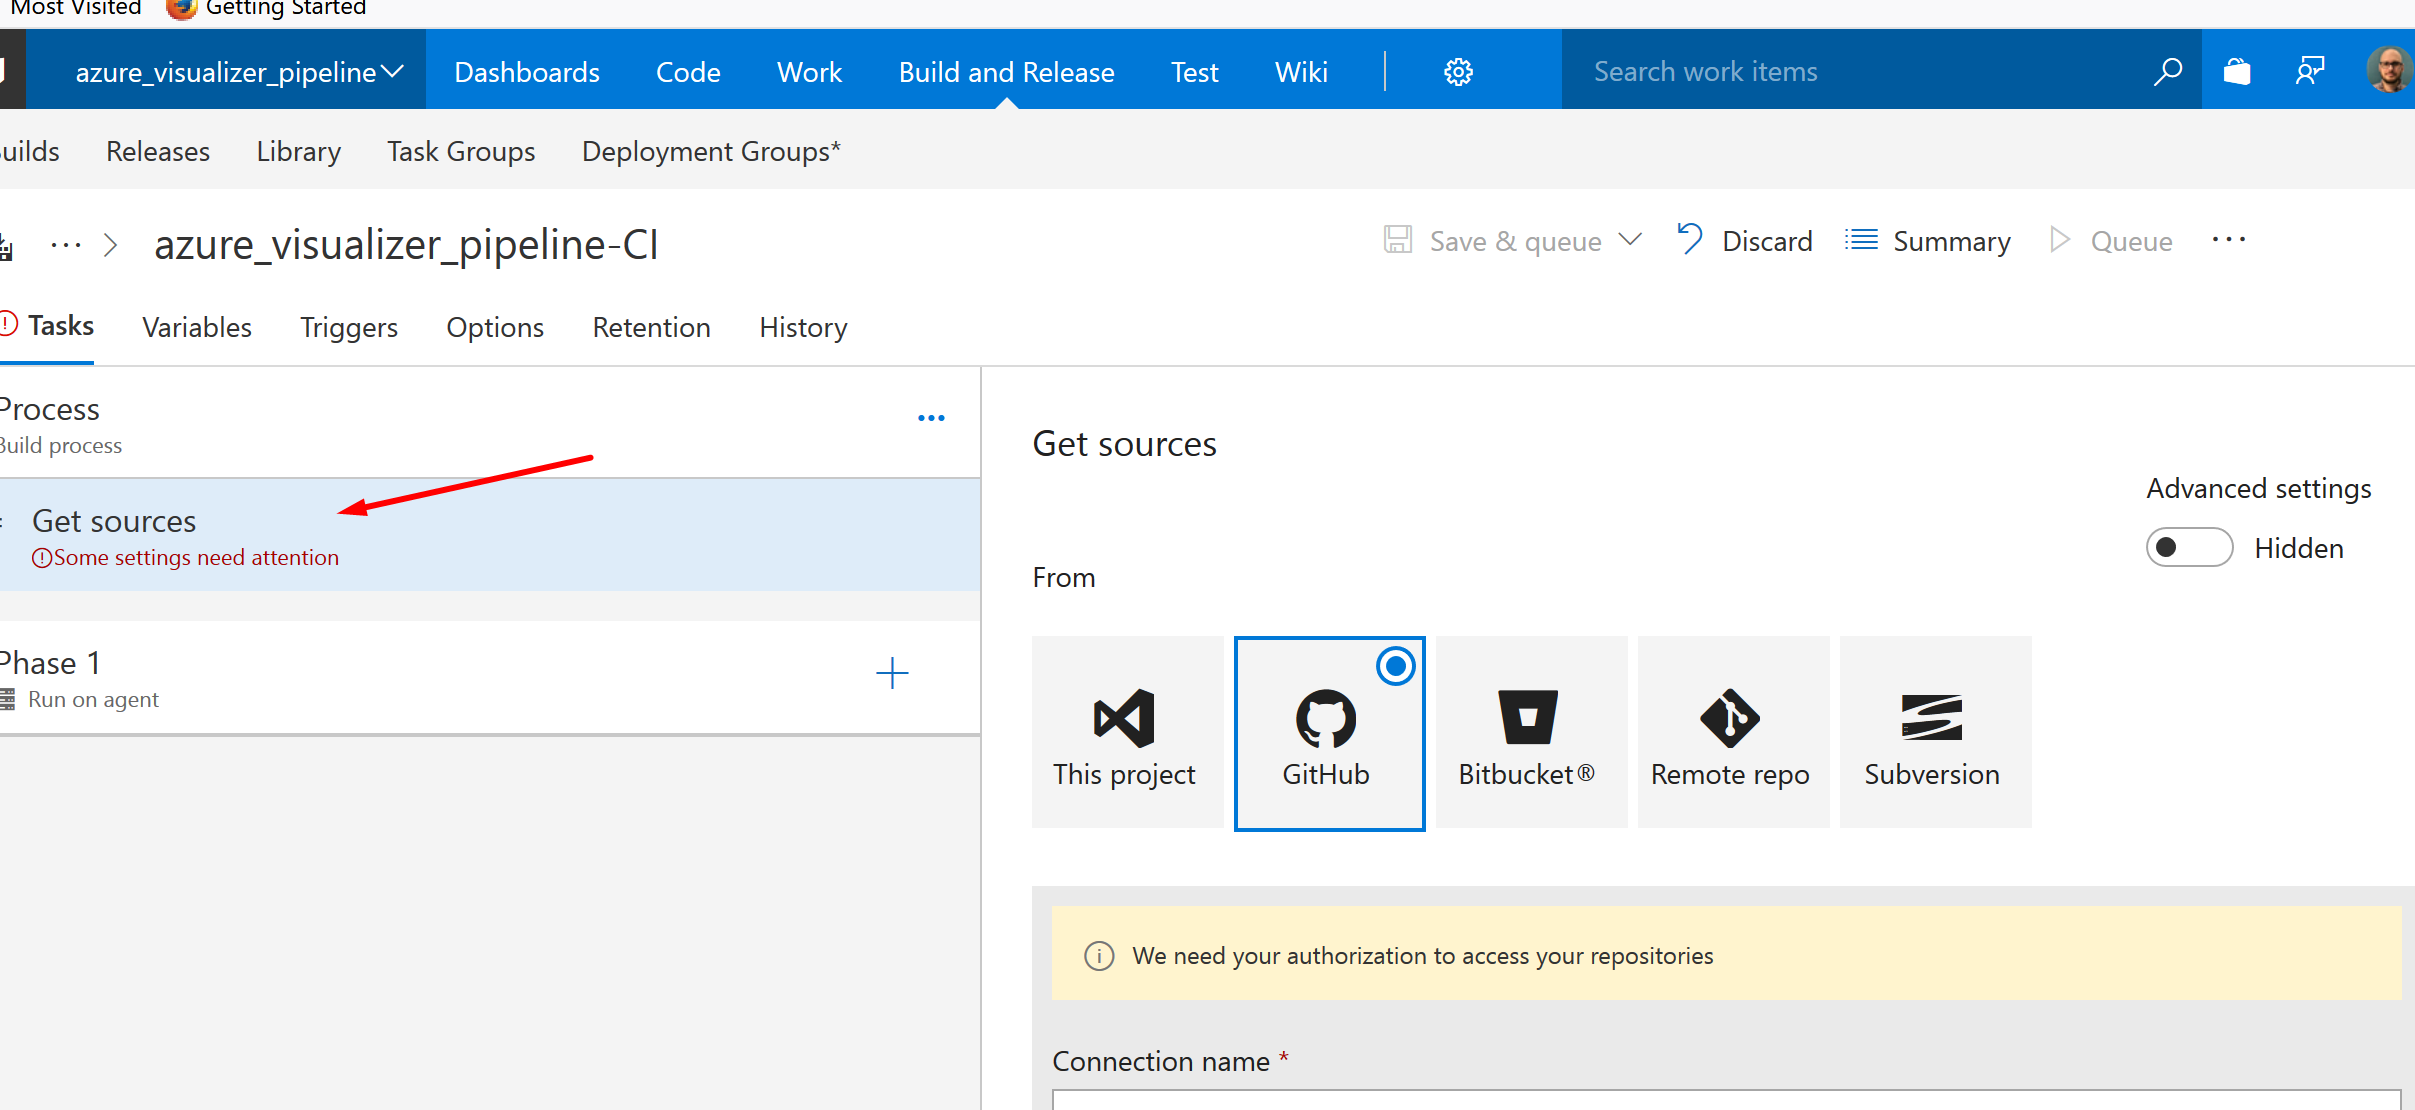 Most Visited Getting Started
azure_visualizer_pipeline Dashboards Code Work Build and Release Test Wiki Search work items
uilds Releases Library Task Groups Deployment Groups*
... > azure_visualizer_pipeline-CI Save & queue Discard Summary Queue ...
Tasks Variables Triggers Options Retention History
Process
Build process
Get sources
Some settings need attention
Phase 1
Run on agent
Get sources
Advanced settings
Hidden
From
This project GitHub Bitbucket® Remote repo Subversion
We need your authorization to access your repositories
Connection name *